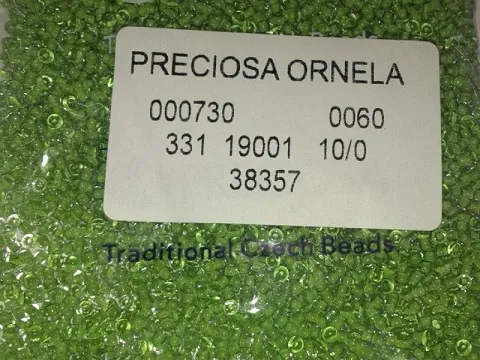 PRECIOSA ORNELA
000730 0060
331 19001 10/0
38357
Traditional Czech Beads